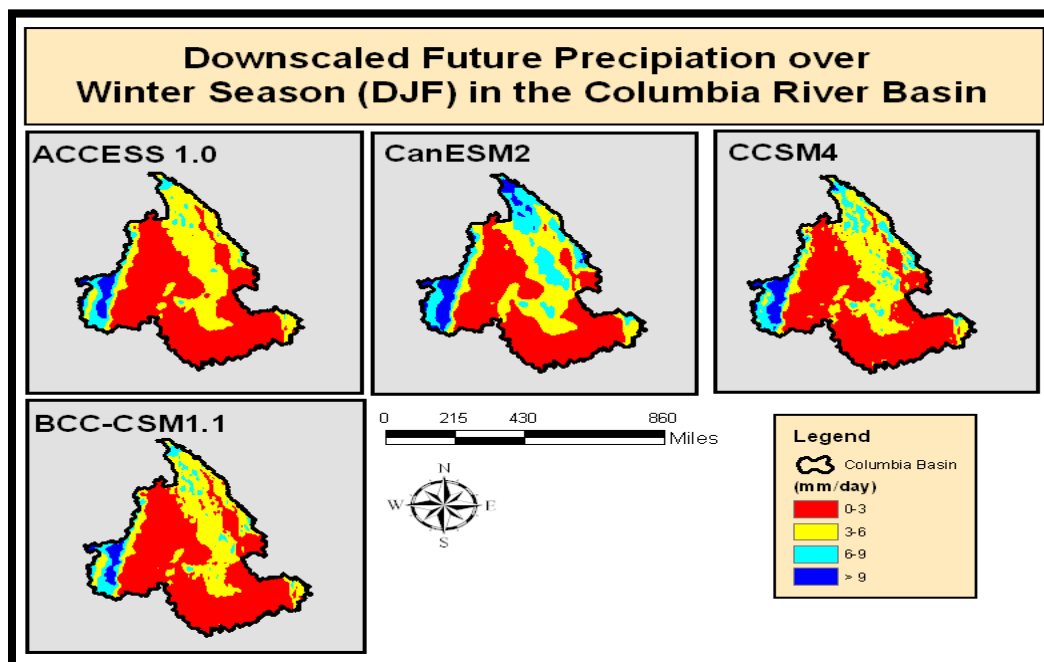 Downscaled Future Precipiation over
Winter Season (DJF) in the Columbia River Basin
ACCESS 1.0
CanESM2
CCSM4
BCC-CSM1.1
0 215 430 860
Miles
N
W E
S
Legend
Columbia Basin
(mm/day)
0-3
3-6
6-9
> 9